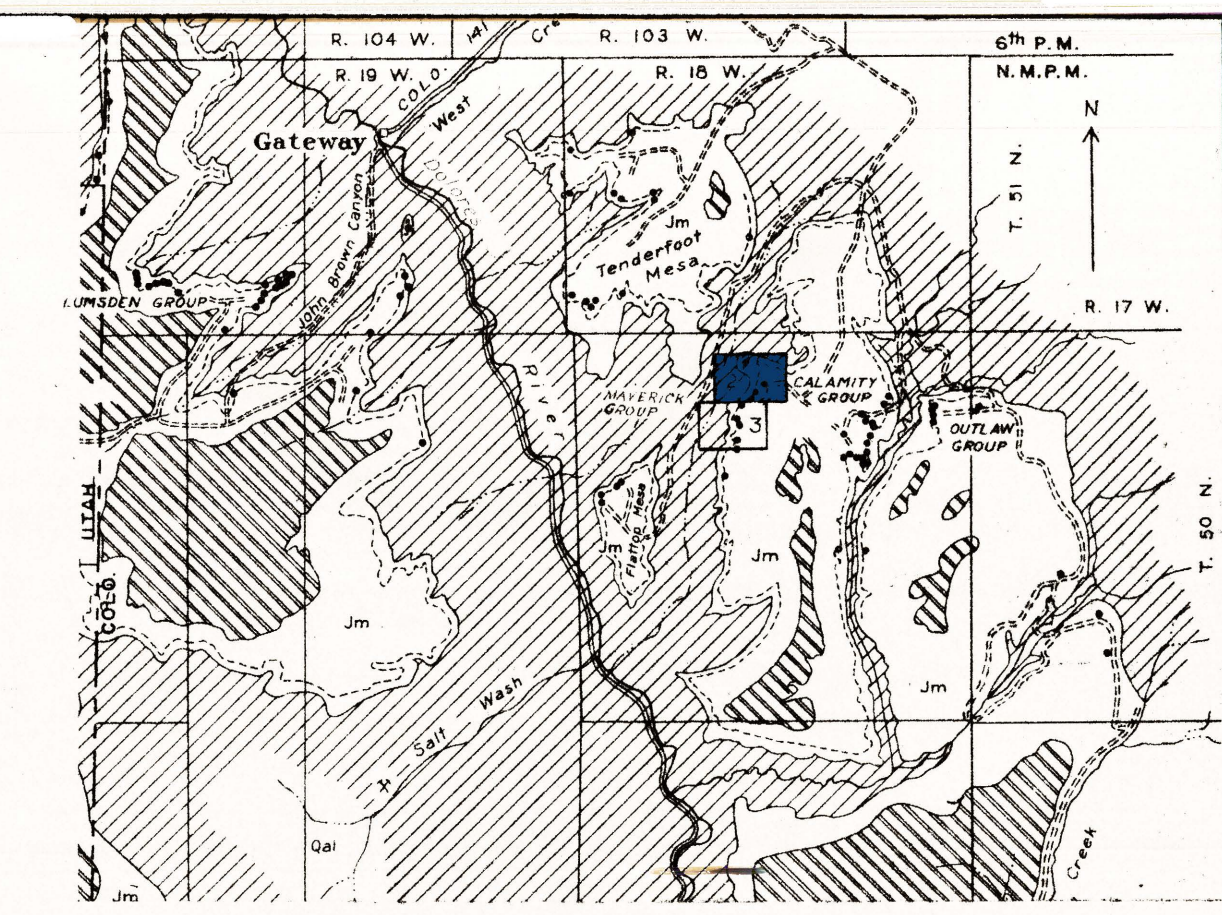 R. 104 W.
141
Cre
R. 103 W.
6th P.M.
R. 19 W.
COLO.
West
R. 18 W.
N.M.P.M.
N
Gateway
Dolores
T. 51 N.
John Brown Canyon
Jm
Tenderfoot
Mesa
LUMSDEN GROUP
R. 17 W.
River
2
MAVERICK
GROUP
CALAMITY
GROUP
3
OUTLAW
GROUP
UTAH
COLO.
Flattop Mesa
Jm
Jm
T. 50 N.
Jm
Jm
Salt Wash
Qal
Creek
Jm